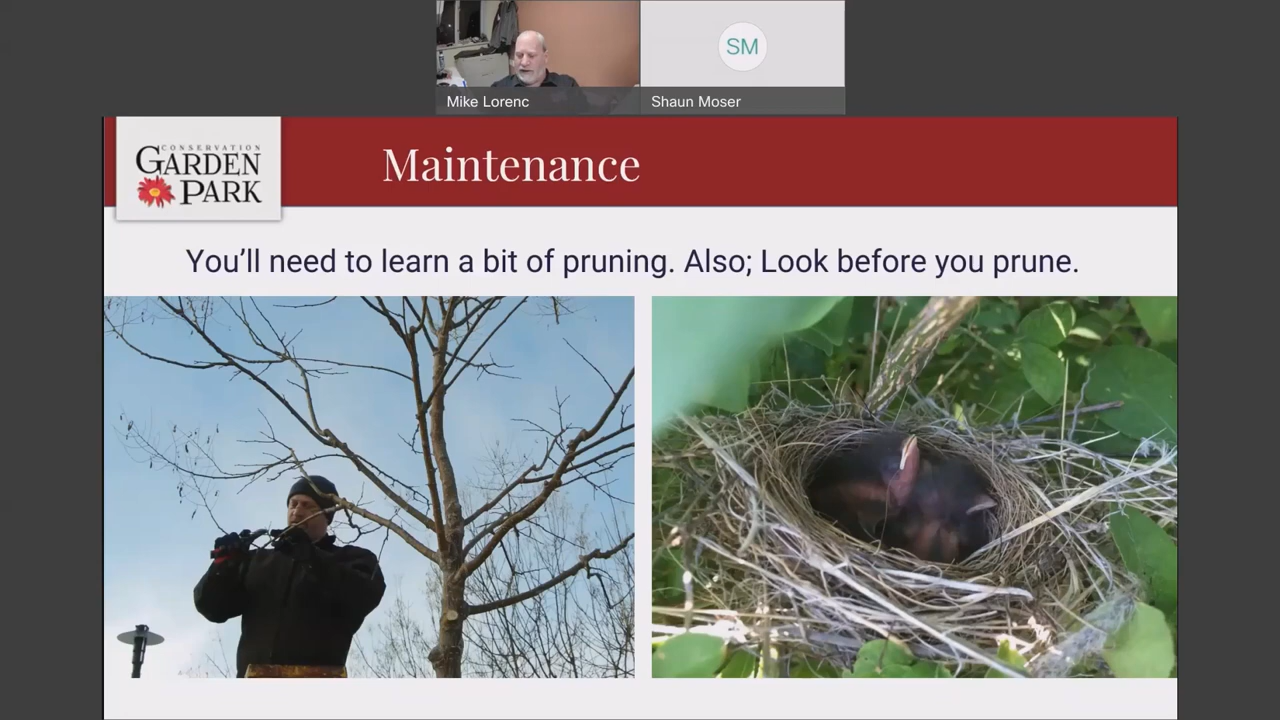 SM
Mike Lorenc
Shaun Moser
CONSERVATION
GARDEN
PARK
Maintenance
You’ll need to learn a bit of pruning. Also; Look before you prune.